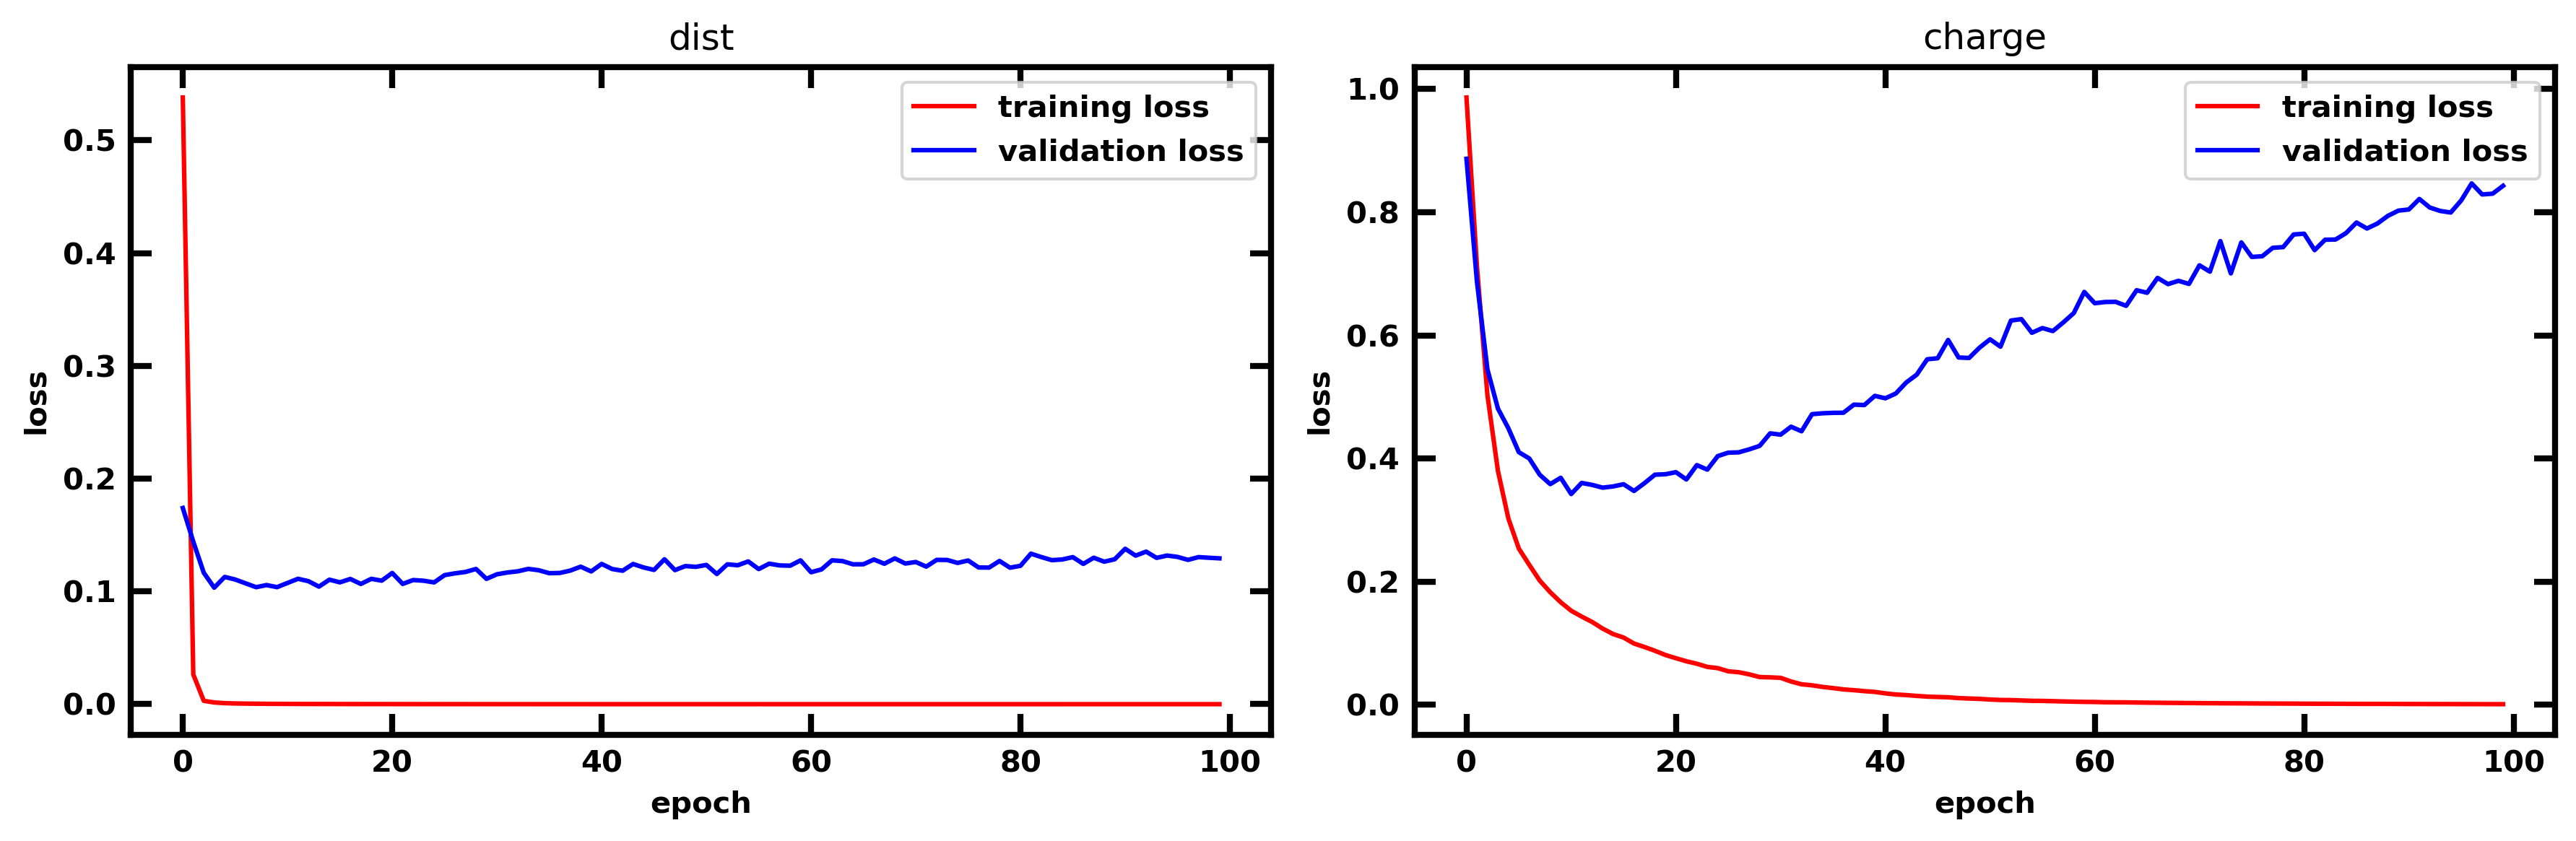 dist
training loss
validation loss
0.5
0.4
0.3
0.2
0.1
0.0
loss
0 20 40 60 80 100
epoch
charge
training loss
validation loss
1.0
0.8
0.6
0.4
0.2
0.0
loss
0 20 40 60 80 100
epoch